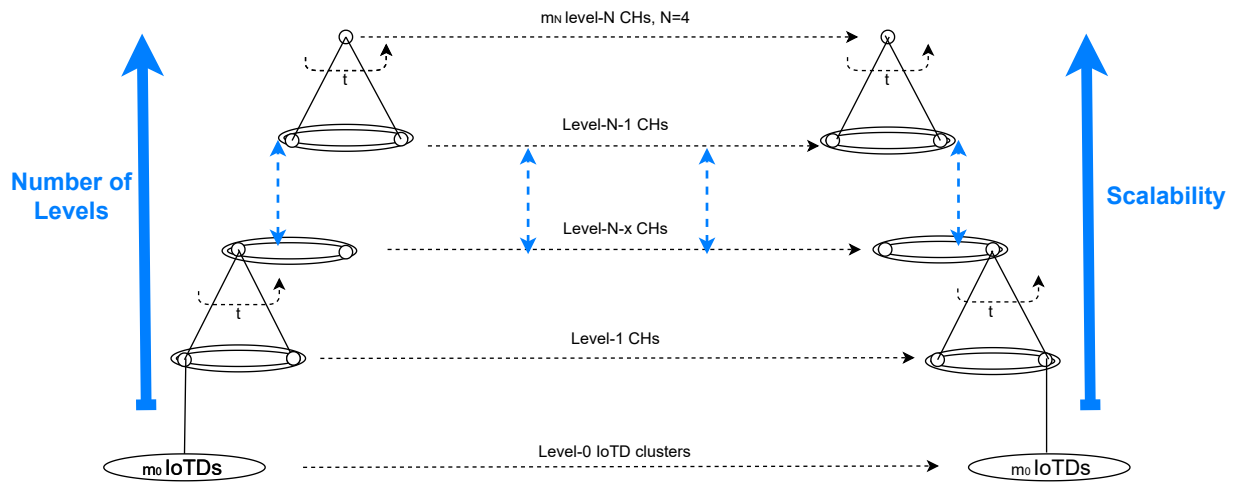 mN level-N CHs, N=4
t
t
Level-N-1 CHs
Number of
Levels
Scalability
Level-N-x CHs
t
t
Level-1 CHs
Level-0 IoTD clusters
m0 IoTDs
m0 IoTDs